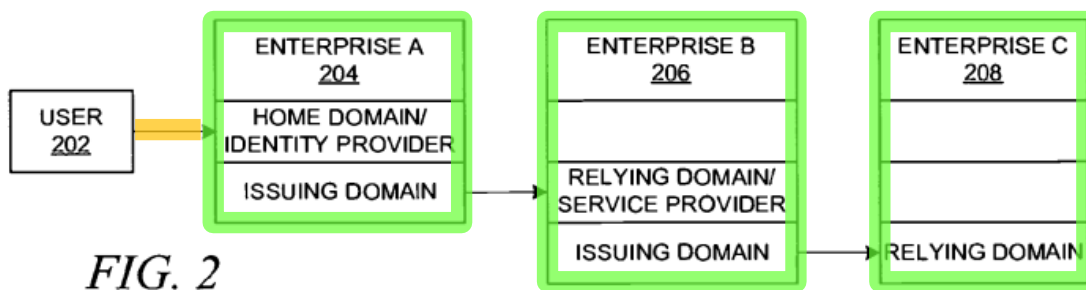 USER
202
ENTERPRISE A
204
HOME DOMAIN/
IDENTITY PROVIDER
ISSUING DOMAIN
ENTERPRISE B
206
RELYING DOMAIN/
SERVICE PROVIDER
ISSUING DOMAIN
ENTERPRISE C
208
RELYING DOMAIN
FIG. 2